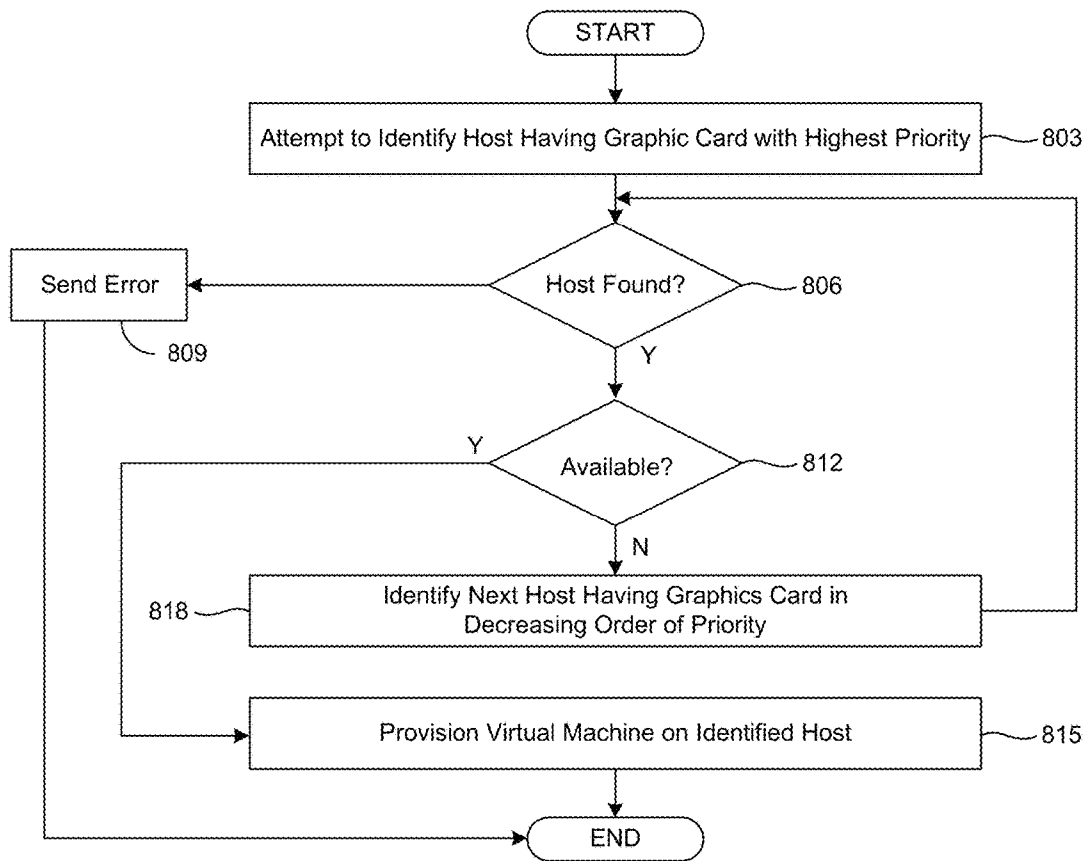 START
Attempt to Identify Host Having Graphic Card with Highest Priority
803
Send Error
Host Found?
806
809
Y
Y
Available?
812
N
818
Identify Next Host Having Graphics Card in
Decreasing Order of Priority
Provision Virtual Machine on Identified Host
815
END